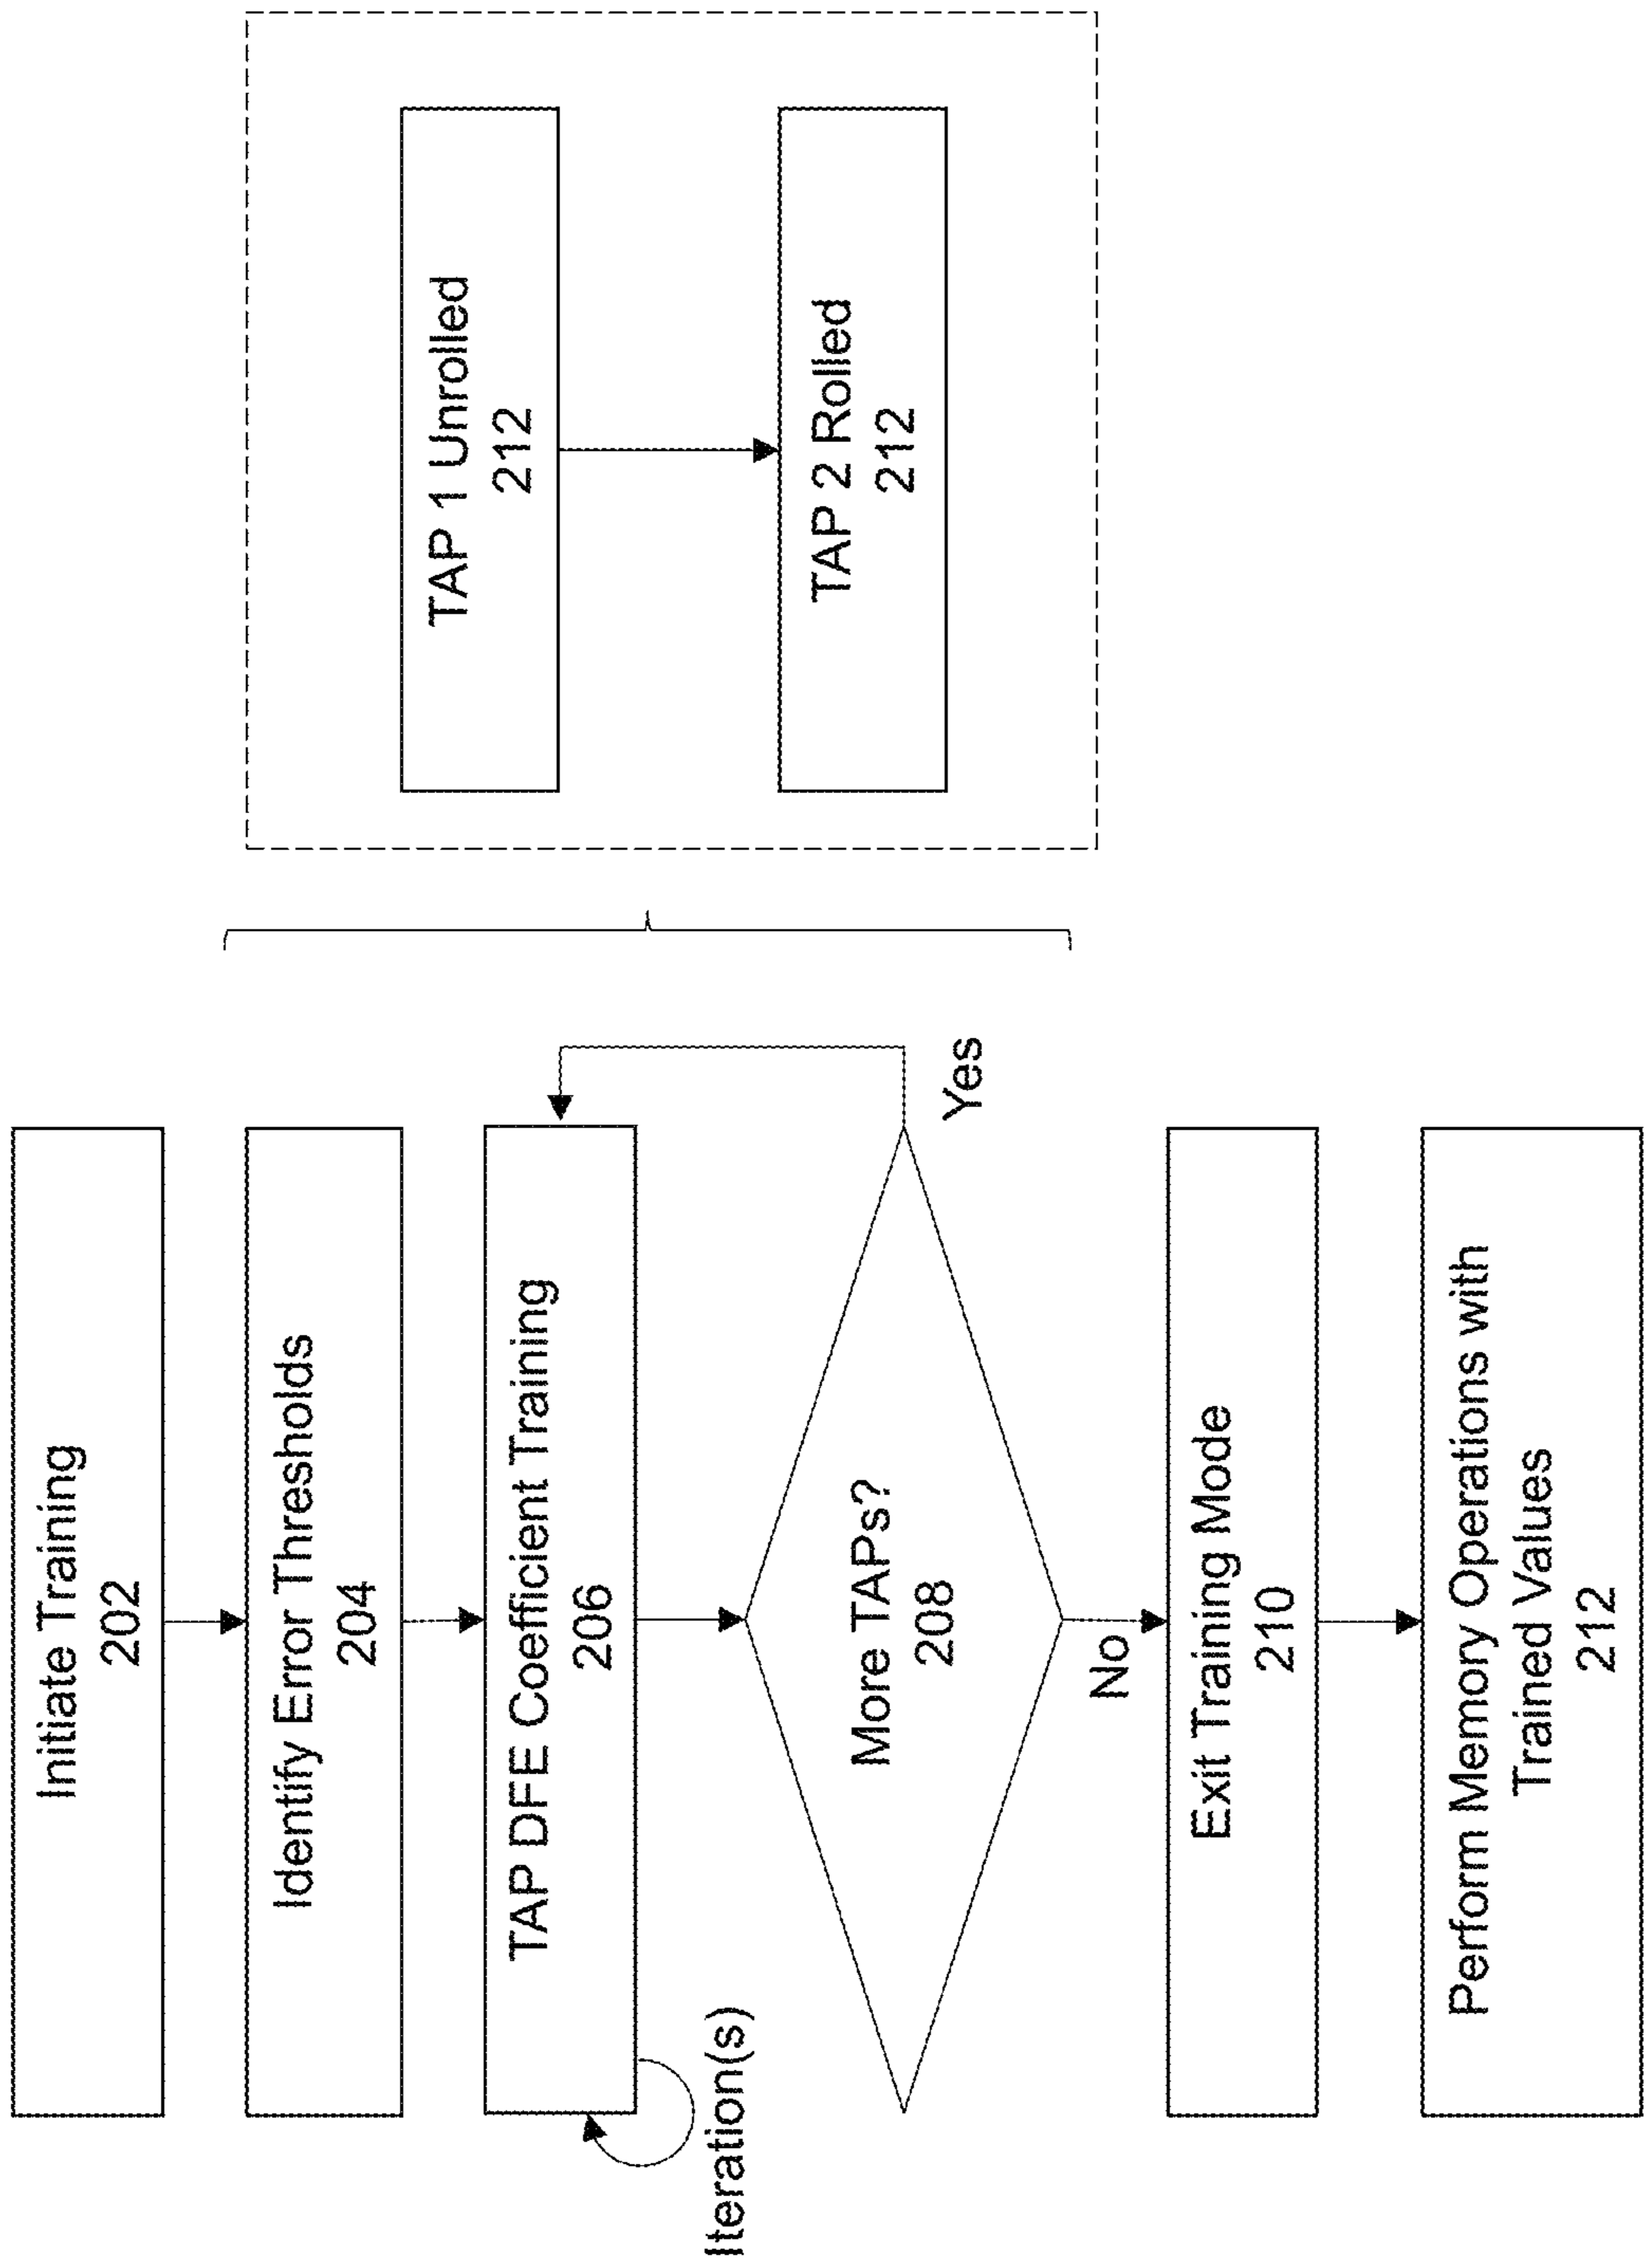 Initiate Training
202
Identify Error Thresholds
204
TAP DFE Coefficient Training
206
Iteration(s)
More TAPs?
208
Yes
No
Exit Training Mode
210
Perform Memory Operations with
Trained Values
212
TAP 1 Unrolled
212
TAP 2 Rolled
212